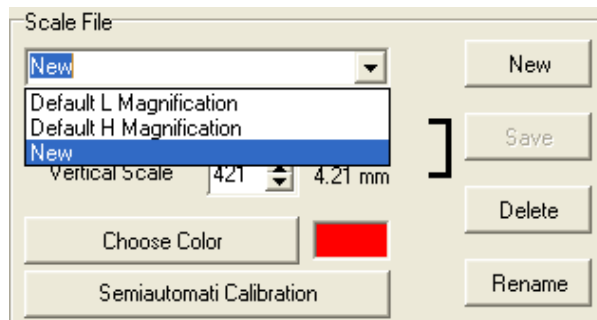 Scale File
New
New
Default L Magnification
Default H Magnification
New
Save
Vertical Scale 421 4.21 mm
Delete
Choose Color
Semiautomati Calibration
Rename